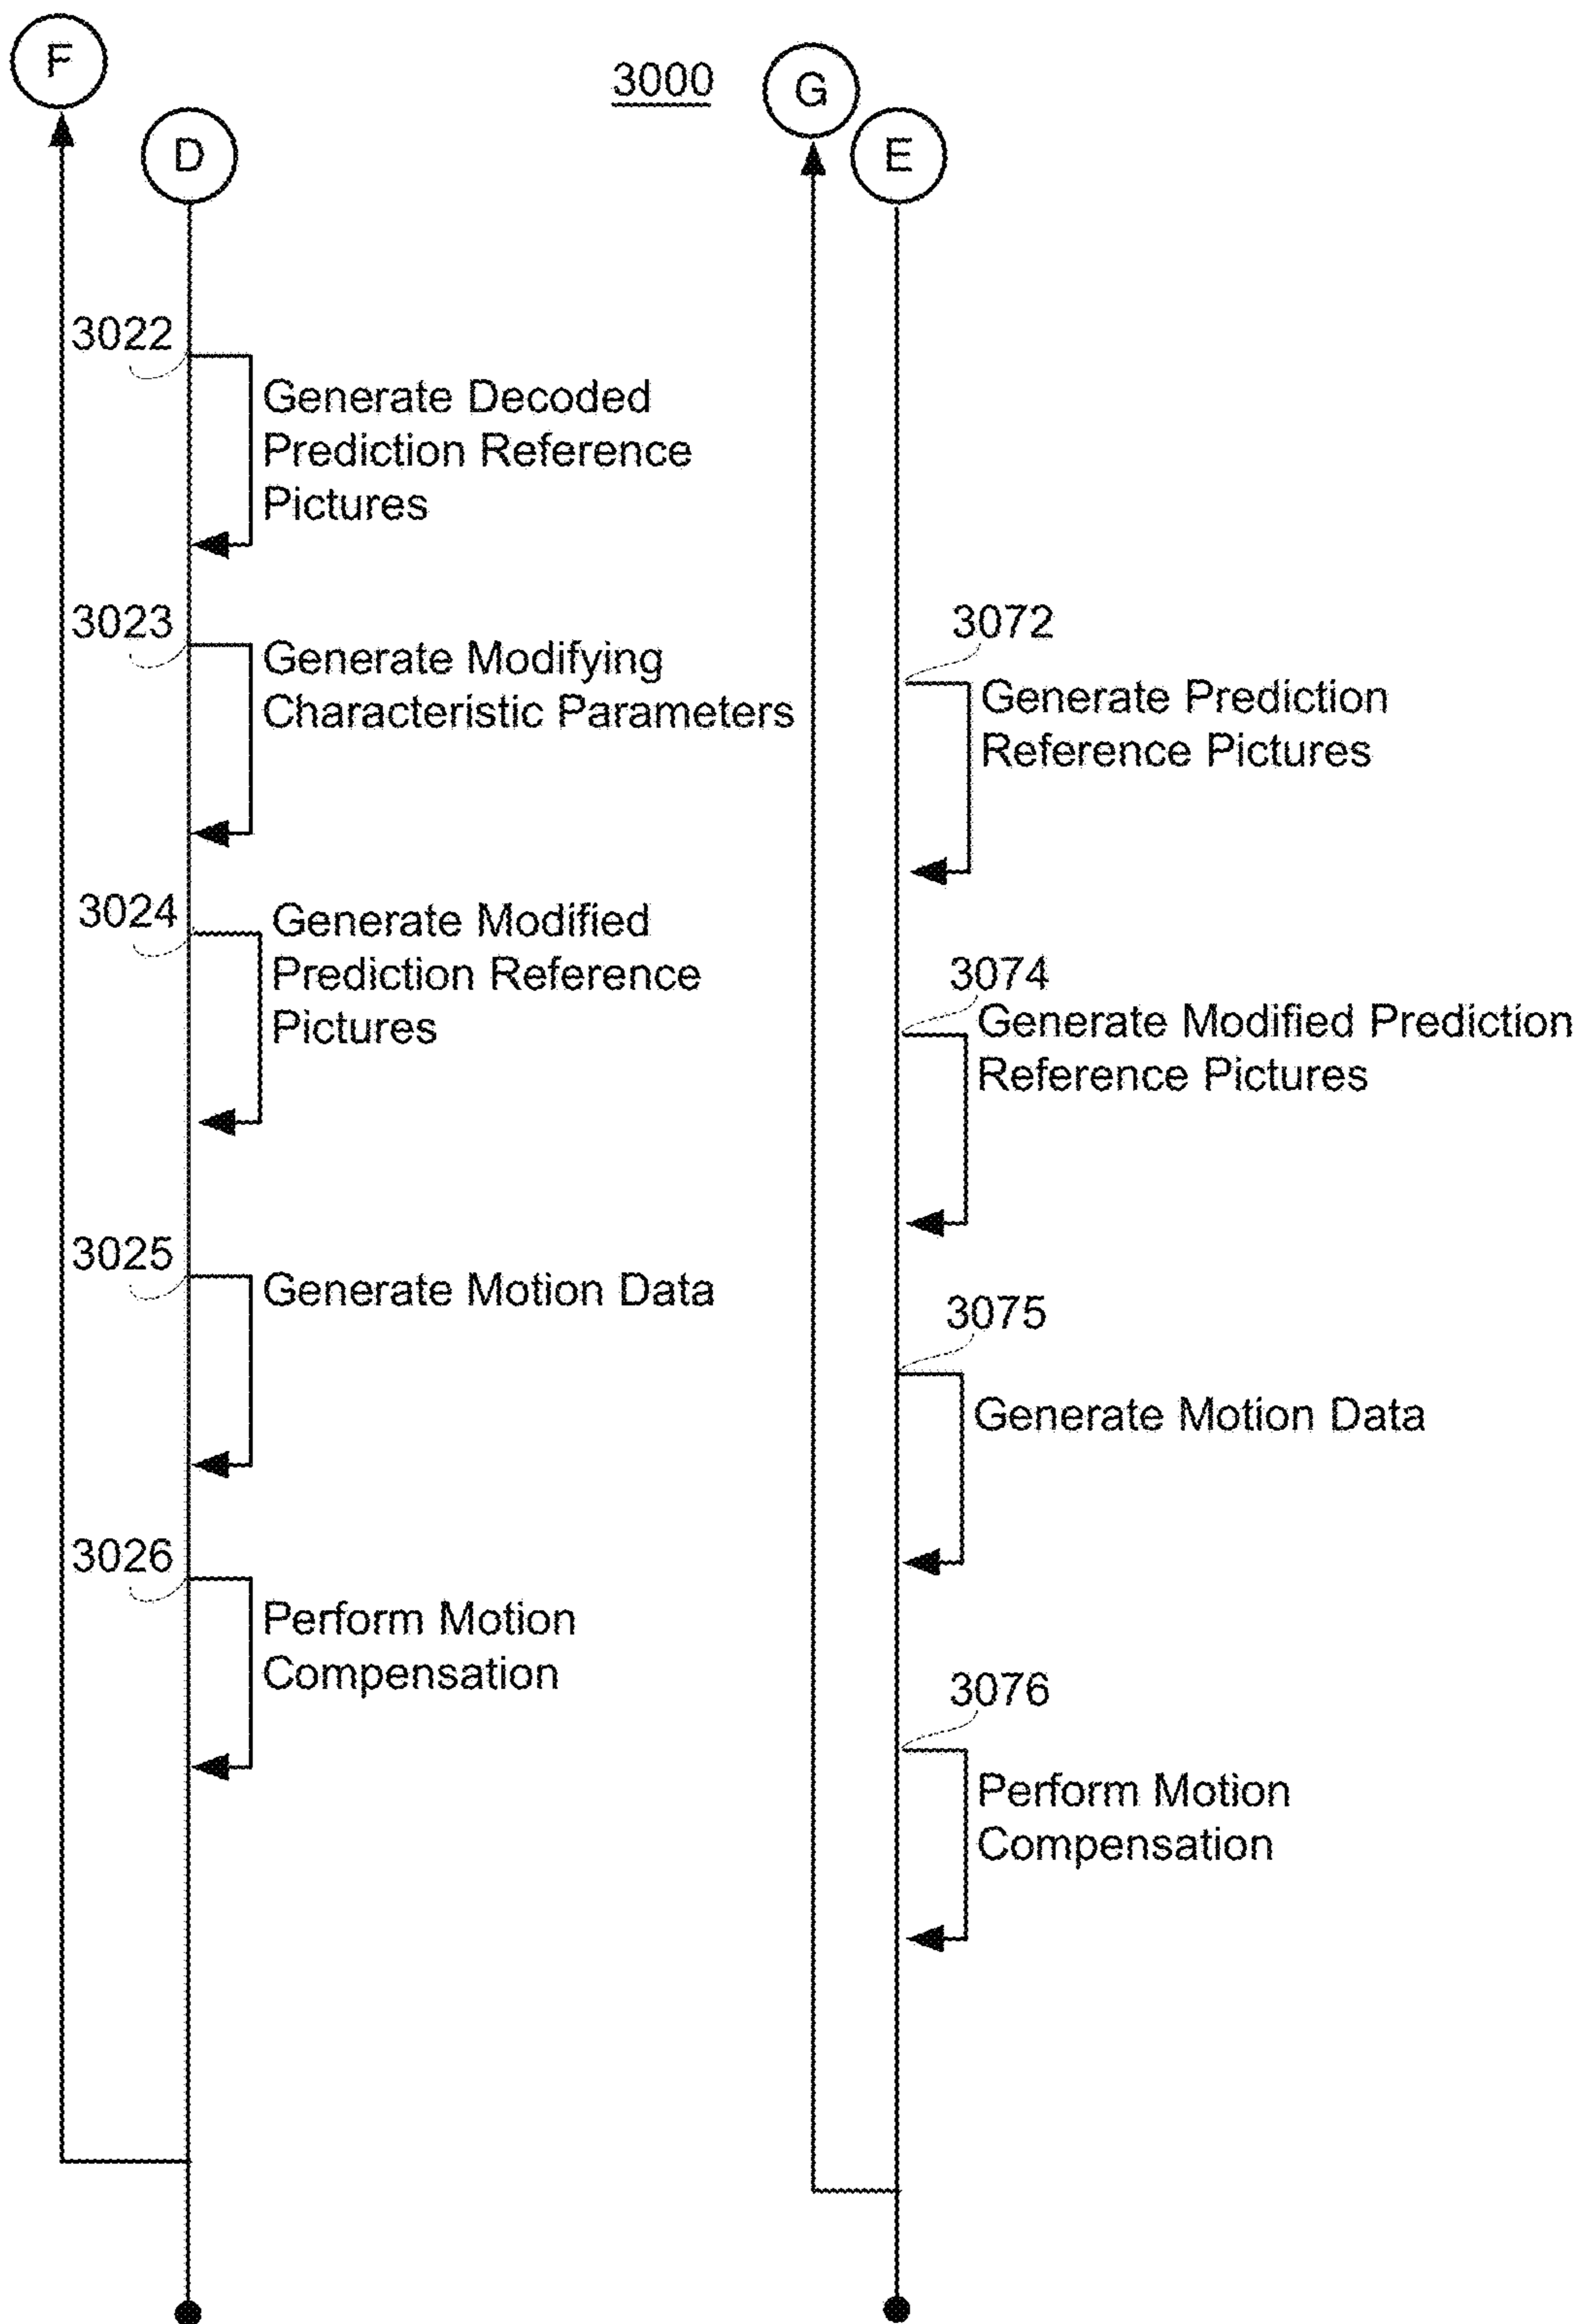 F
D
3000
G
E
3022
Generate Decoded
Prediction Reference
Pictures
3023
Generate Modifying
Characteristic Parameters
3024
Generate Modified
Prediction Reference
Pictures
3025
Generate Motion Data
3026
Perform Motion
Compensation
3072
Generate Prediction
Reference Pictures
3074
Generate Modified Prediction
Reference Pictures
3075
Generate Motion Data
3076
Perform Motion
Compensation